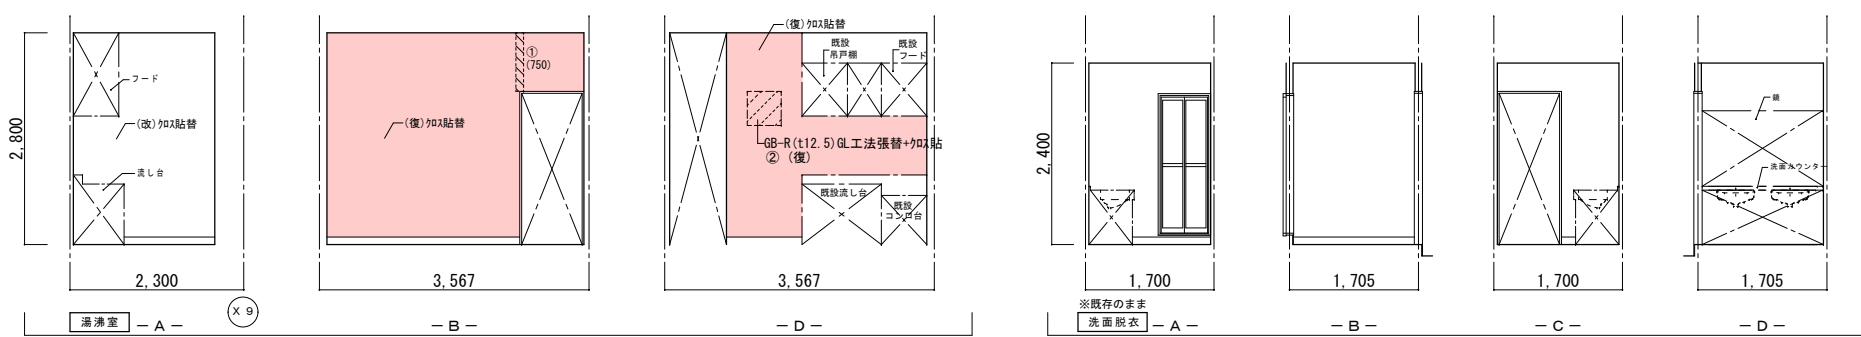 (復)クロス貼替
①
(750)
既設
吊戸棚
既設
フード
フード
(改)クロス貼替
(復)クロス貼替
GB-R(t12.5)GL工法張替+クロス貼
② (復)
流し台
既設流し台
既設
コンロ台
2,800
2,300
3,567
3,567
X 9
湯沸室
— A —
— B —
— D —
鏡
洗面カウンター
2,400
1,700
1,705
1,700
1,705
※既存のまま
洗面脱衣
— A —
— B —
— C —
— D —